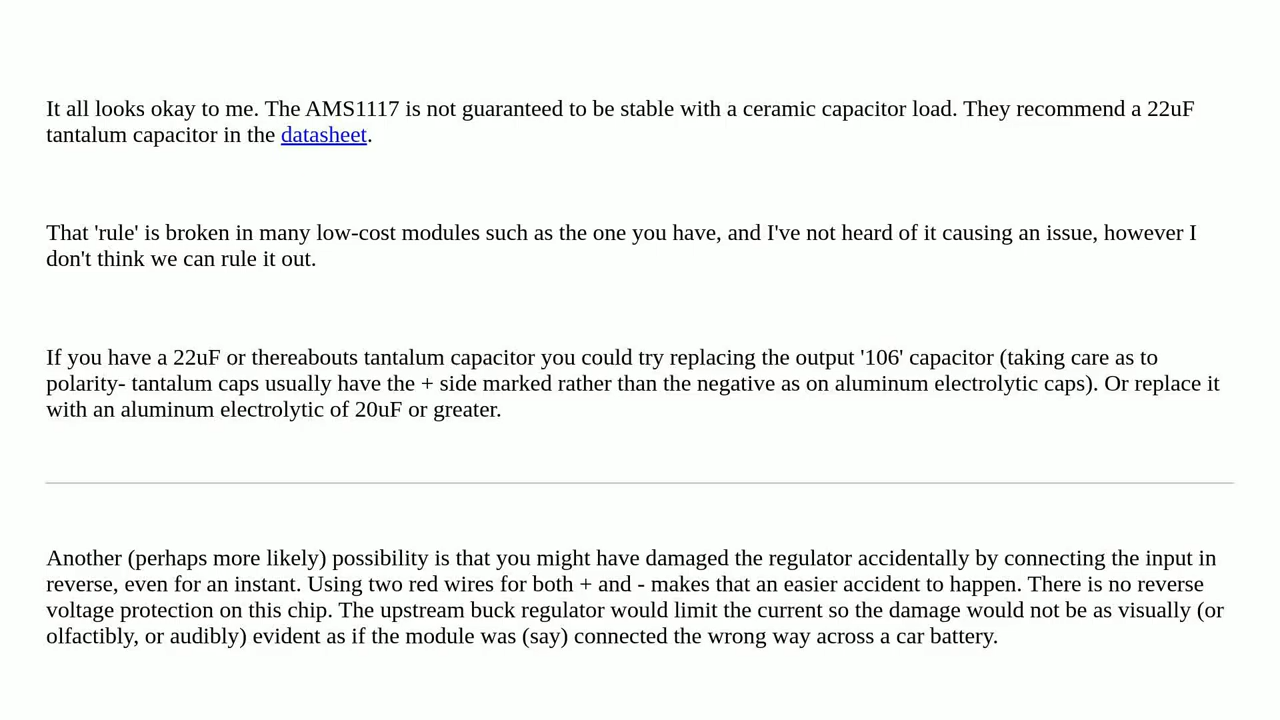 It all looks okay to me. The AMS1117 is not guaranteed to be stable with a ceramic capacitor load. They recommend a 22uF
tantalum capacitor in the datasheet.
That 'rule' is broken in many low-cost modules such as the one you have, and I've not heard of it causing an issue, however I
don't think we can rule it out.
If you have a 22uF or thereabouts tantalum capacitor you could try replacing the output '106' capacitor (taking care as to
polarity- tantalum caps usually have the + side marked rather than the negative as on aluminum electrolytic caps). Or replace it
with an aluminum electrolytic of 20uF or greater.
Another (perhaps more likely) possibility is that you might have damaged the regulator accidentally by connecting the input in
reverse, even for an instant. Using two red wires for both + and - makes that an easier accident to happen. There is no reverse
voltage protection on this chip. The upstream buck regulator would limit the current so the damage would not be as visually (or
olfactibly, or audibly) evident as if the module was (say) connected the wrong way across a car battery.